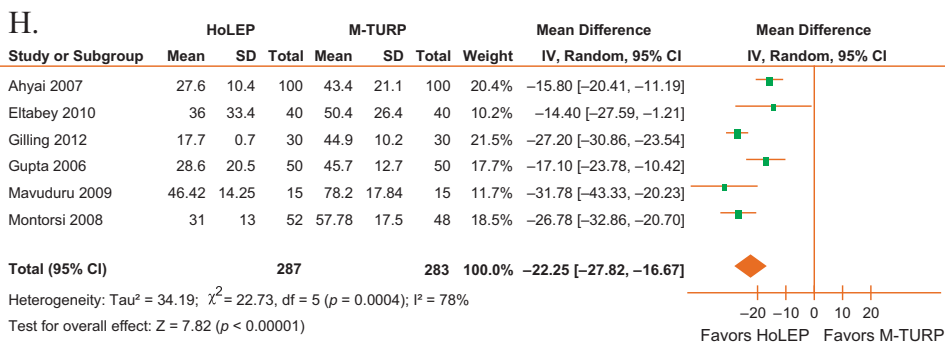 H.
HoLEP M-TURP Mean Difference Mean Difference
Study or Subgroup Mean SD Total Mean SD Total Weight IV, Random, 95% CI IV, Random, 95% CI
Ahyai 2007 27.6 10.4 100 43.4 21.1 100 20.4% –15.80 [–20.41, –11.19]
Eltabey 2010 36 33.4 40 50.4 26.4 40 10.2% –14.40 [–27.59, –1.21]
Gilling 2012 17.7 0.7 30 44.9 10.2 30 21.5% –27.20 [–30.86, –23.54]
Gupta 2006 28.6 20.5 50 45.7 12.7 50 17.7% –17.10 [–23.78, –10.42]
Mavuduru 2009 46.42 14.25 15 78.2 17.84 15 11.7% –31.78 [–43.33, –20.23]
Montorsi 2008 31 13 52 57.78 17.5 48 18.5% –26.78 [–32.86, –20.70]
Total (95% CI) 287 283 100.0% –22.25 [–27.82, –16.67]
Heterogeneity: Tau² = 34.19; χ² = 22.73, df = 5 (p = 0.0004); I² = 78%
Test for overall effect: Z = 7.82 (p < 0.00001)
–20 –10 0 10 20
Favors HoLEP Favors M-TURP